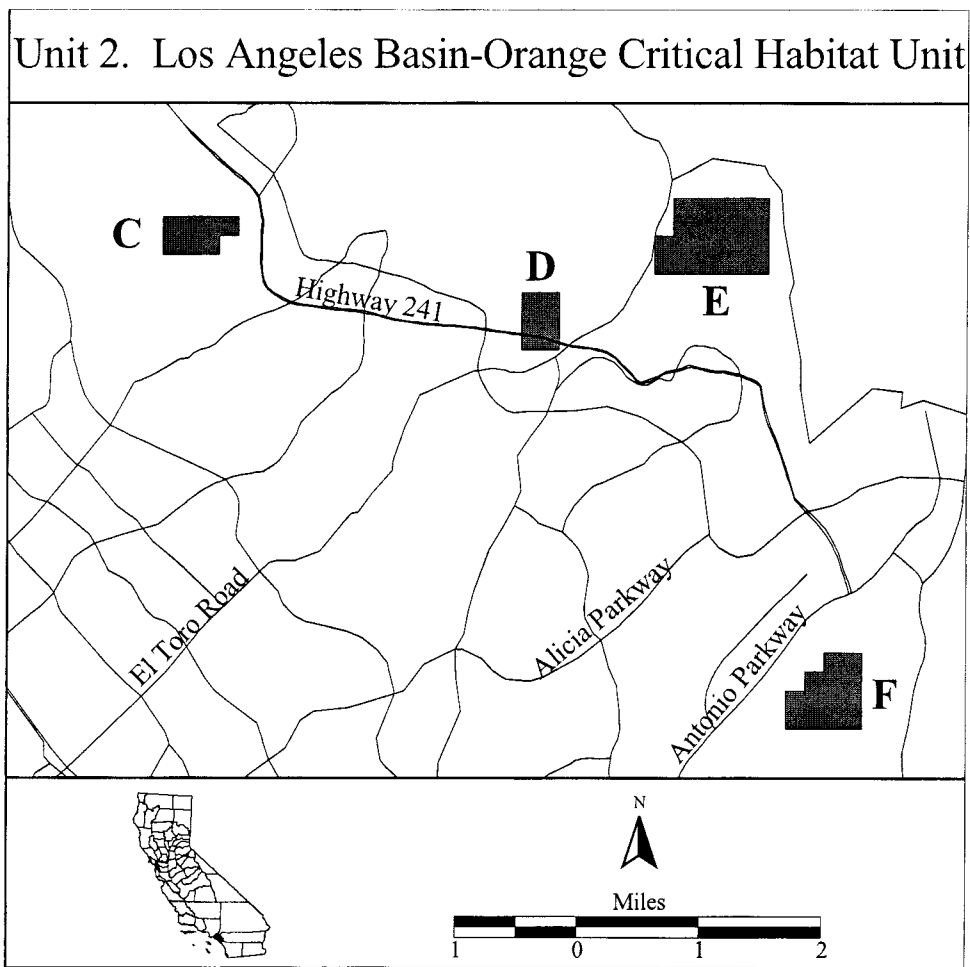 Unit 2. Los Angeles Basin-Orange Critical Habitat Unit
C
D
E
Highway 241
El Toro Road
Alicia Parkway
Antonio Parkway
F
N
Miles
1 0 1 2